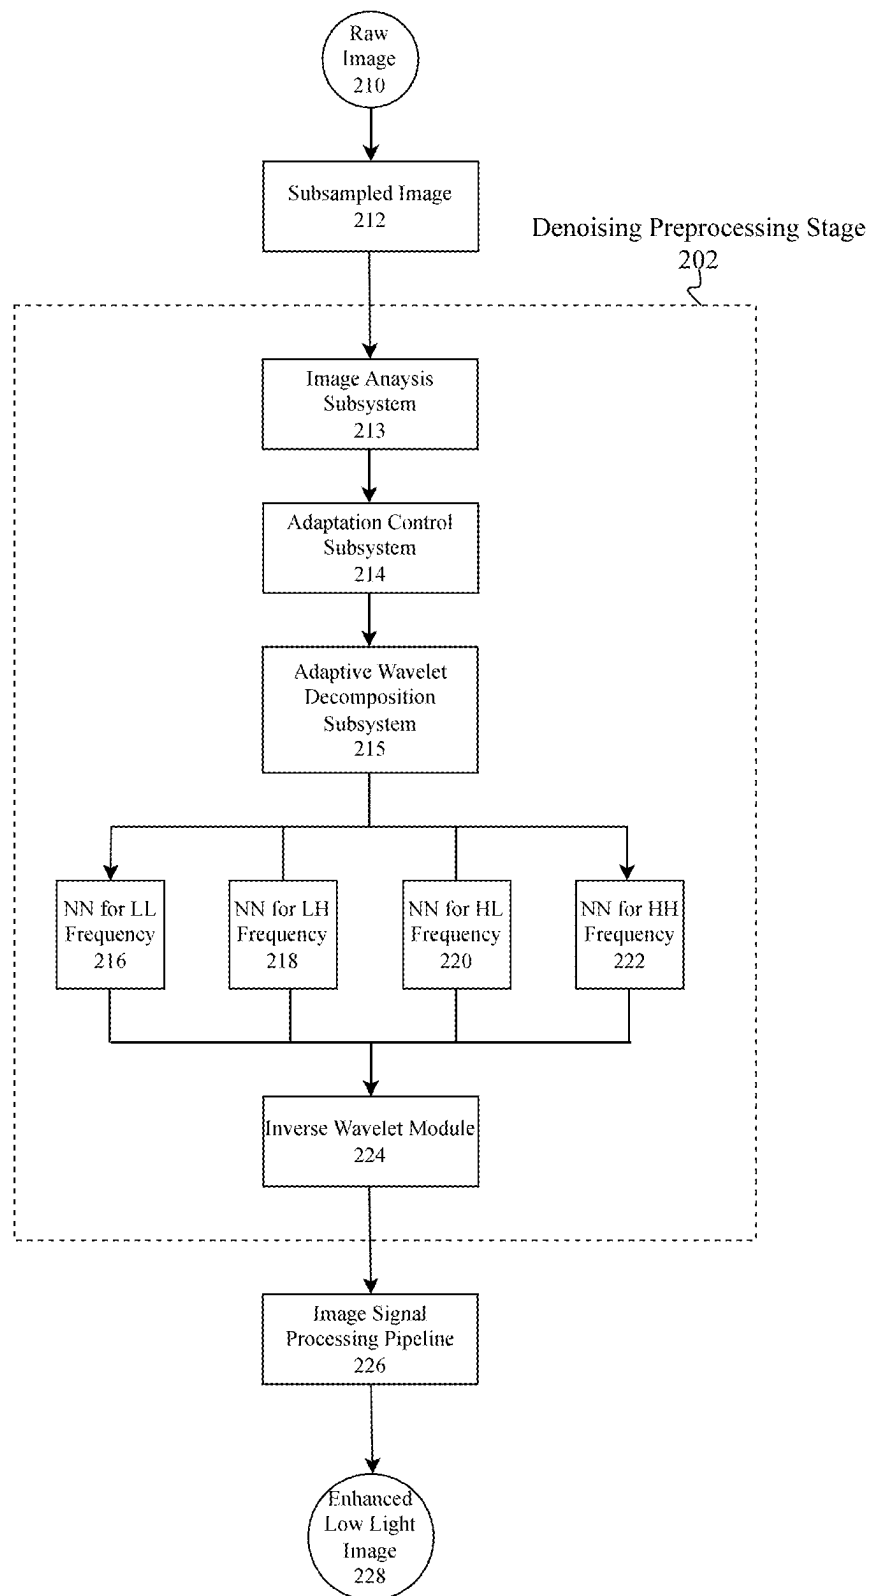 Raw
Image
210
Subsampled Image
212
Denoising Preprocessing Stage
202
Image Anaysis
Subsystem
213
Adaptation Control
Subsystem
214
Adaptive Wavelet
Decomposition
Subsystem
215
NN for LL
Frequency
216
NN for LH
Frequency
218
NN for HL
Frequency
220
NN for HH
Frequency
222
Inverse Wavelet Module
224
Image Signal
Processing Pipeline
226
Enhanced
Low Light
Image
228